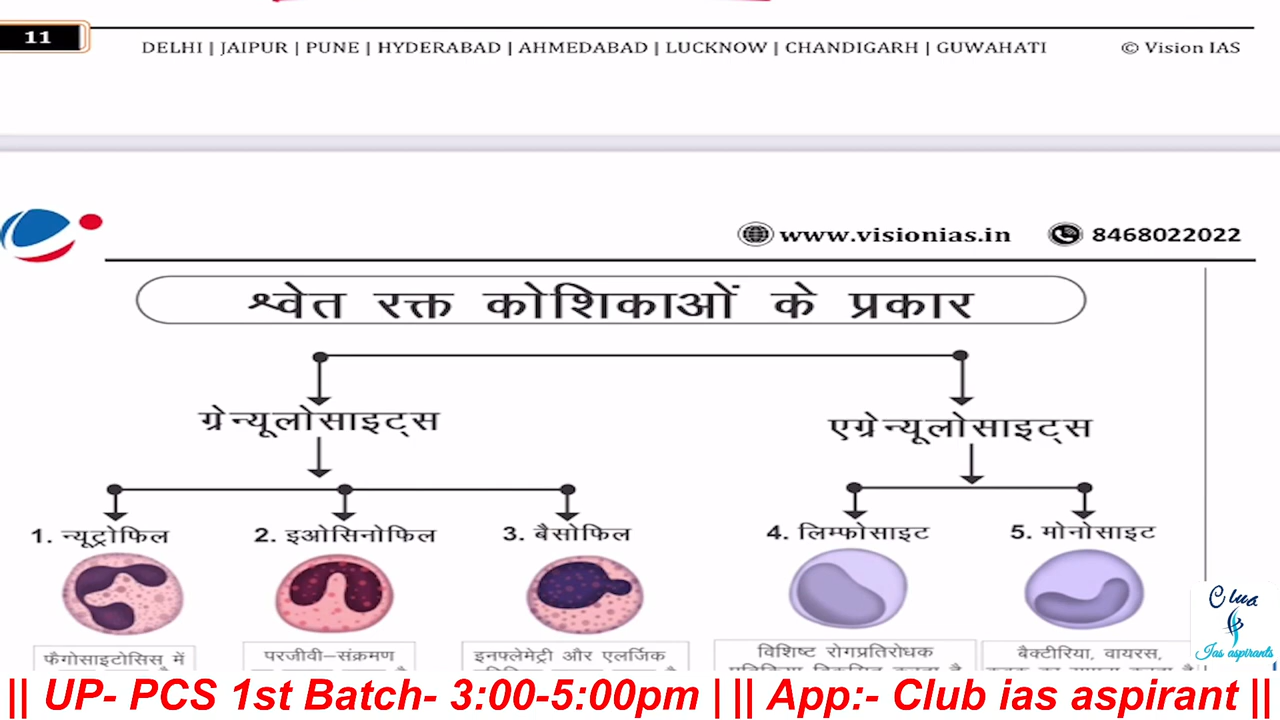 11
DELHI | JAIPUR | PUNE | HYDERABAD | AHMEDABAD | LUCKNOW | CHANDIGARH | GUWAHATI
© Vision IAS
www.visionias.in
8468022022
श्वेत रक्त कोशिकाओं के प्रकार
ग्रेन्यूलोसाइट्स
एग्रेन्यूलोसाइट्स
1. न्यूट्रोफिल
2. इओसिनोफिल
3. बैसोफिल
4. लिम्फोसाइट
5. मोनोसाइट
फैगोसाइटोसिस में
परजीवी–संक्रमण
इनफ्लेमेट्री और एलर्जिक
विशिष्ट रोगप्रतिरोधक
बैक्टीरिया, वायरस,
Club
Ias aspirants
|| UP- PCS 1st Batch- 3:00-5:00pm | || App:- Club ias aspirant ||